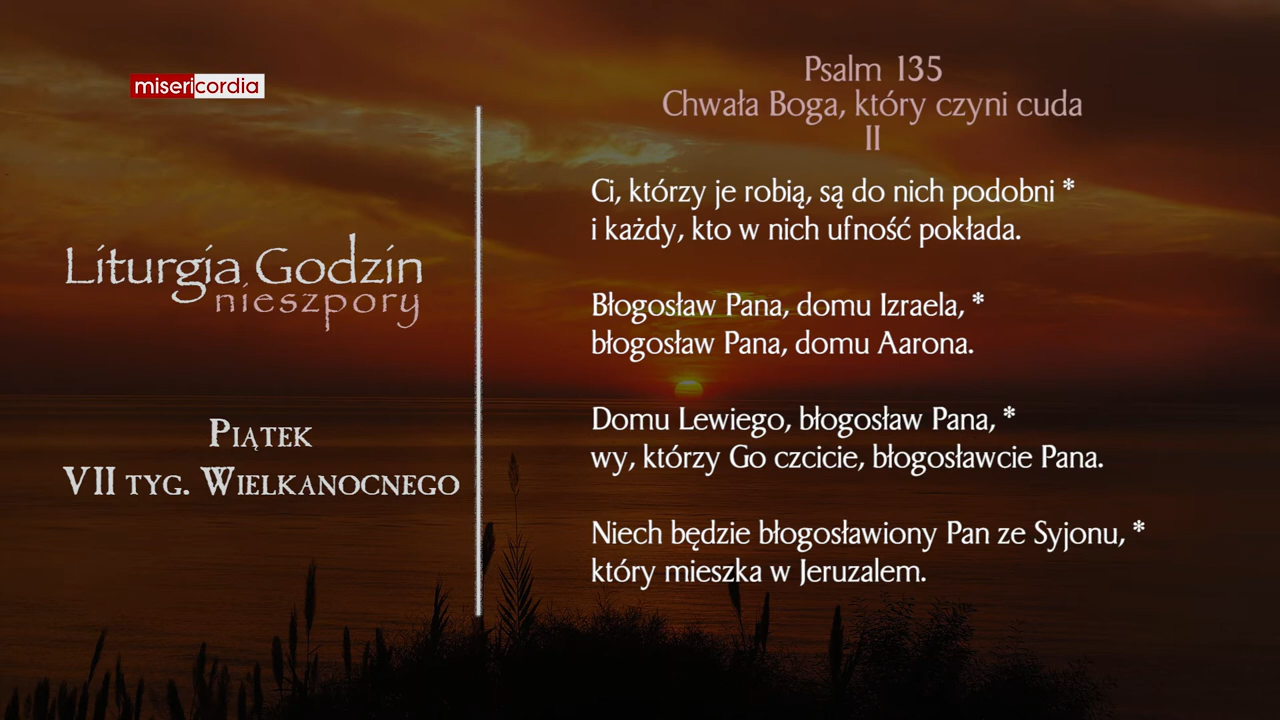 misericordia
Liturgia Godzin
nieszpory
Piątek
VII tyg. Wielkanocnego
Psalm 135
Chwała Boga, który czyni cuda
II
Ci, którzy je robią, są do nich podobni *
i każdy, kto w nich ufność pokłada.
Błogosław Pana, domu Izraela, *
błogosław Pana, domu Aarona.
Domu Lewiego, błogosław Pana, *
wy, którzy Go czcicie, błogosławcie Pana.
Niech będzie błogosławiony Pan ze Syjonu, *
który mieszka w Jeruzalem.